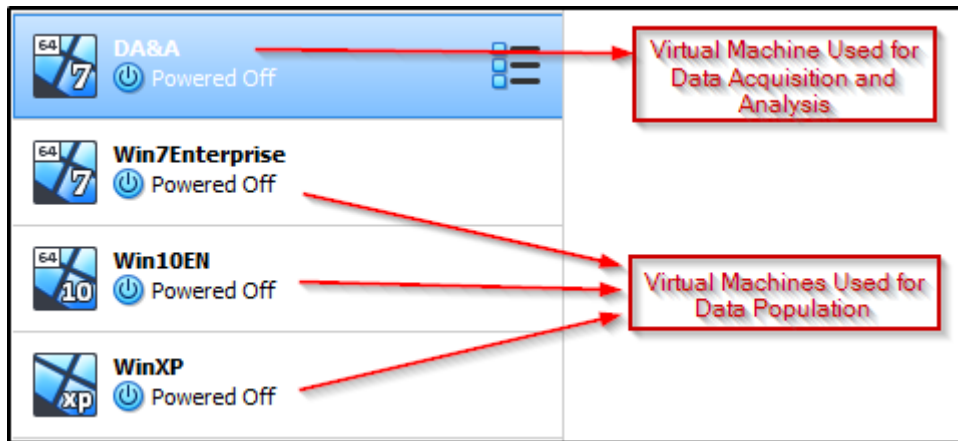 64
7
DA&A
Powered Off
Virtual Machine Used for
Data Acquisition and
Analysis
64
7
Win7Enterprise
Powered Off
64
10
Win10EN
Powered Off
Virtual Machines Used for
Data Population
xp
WinXP
Powered Off